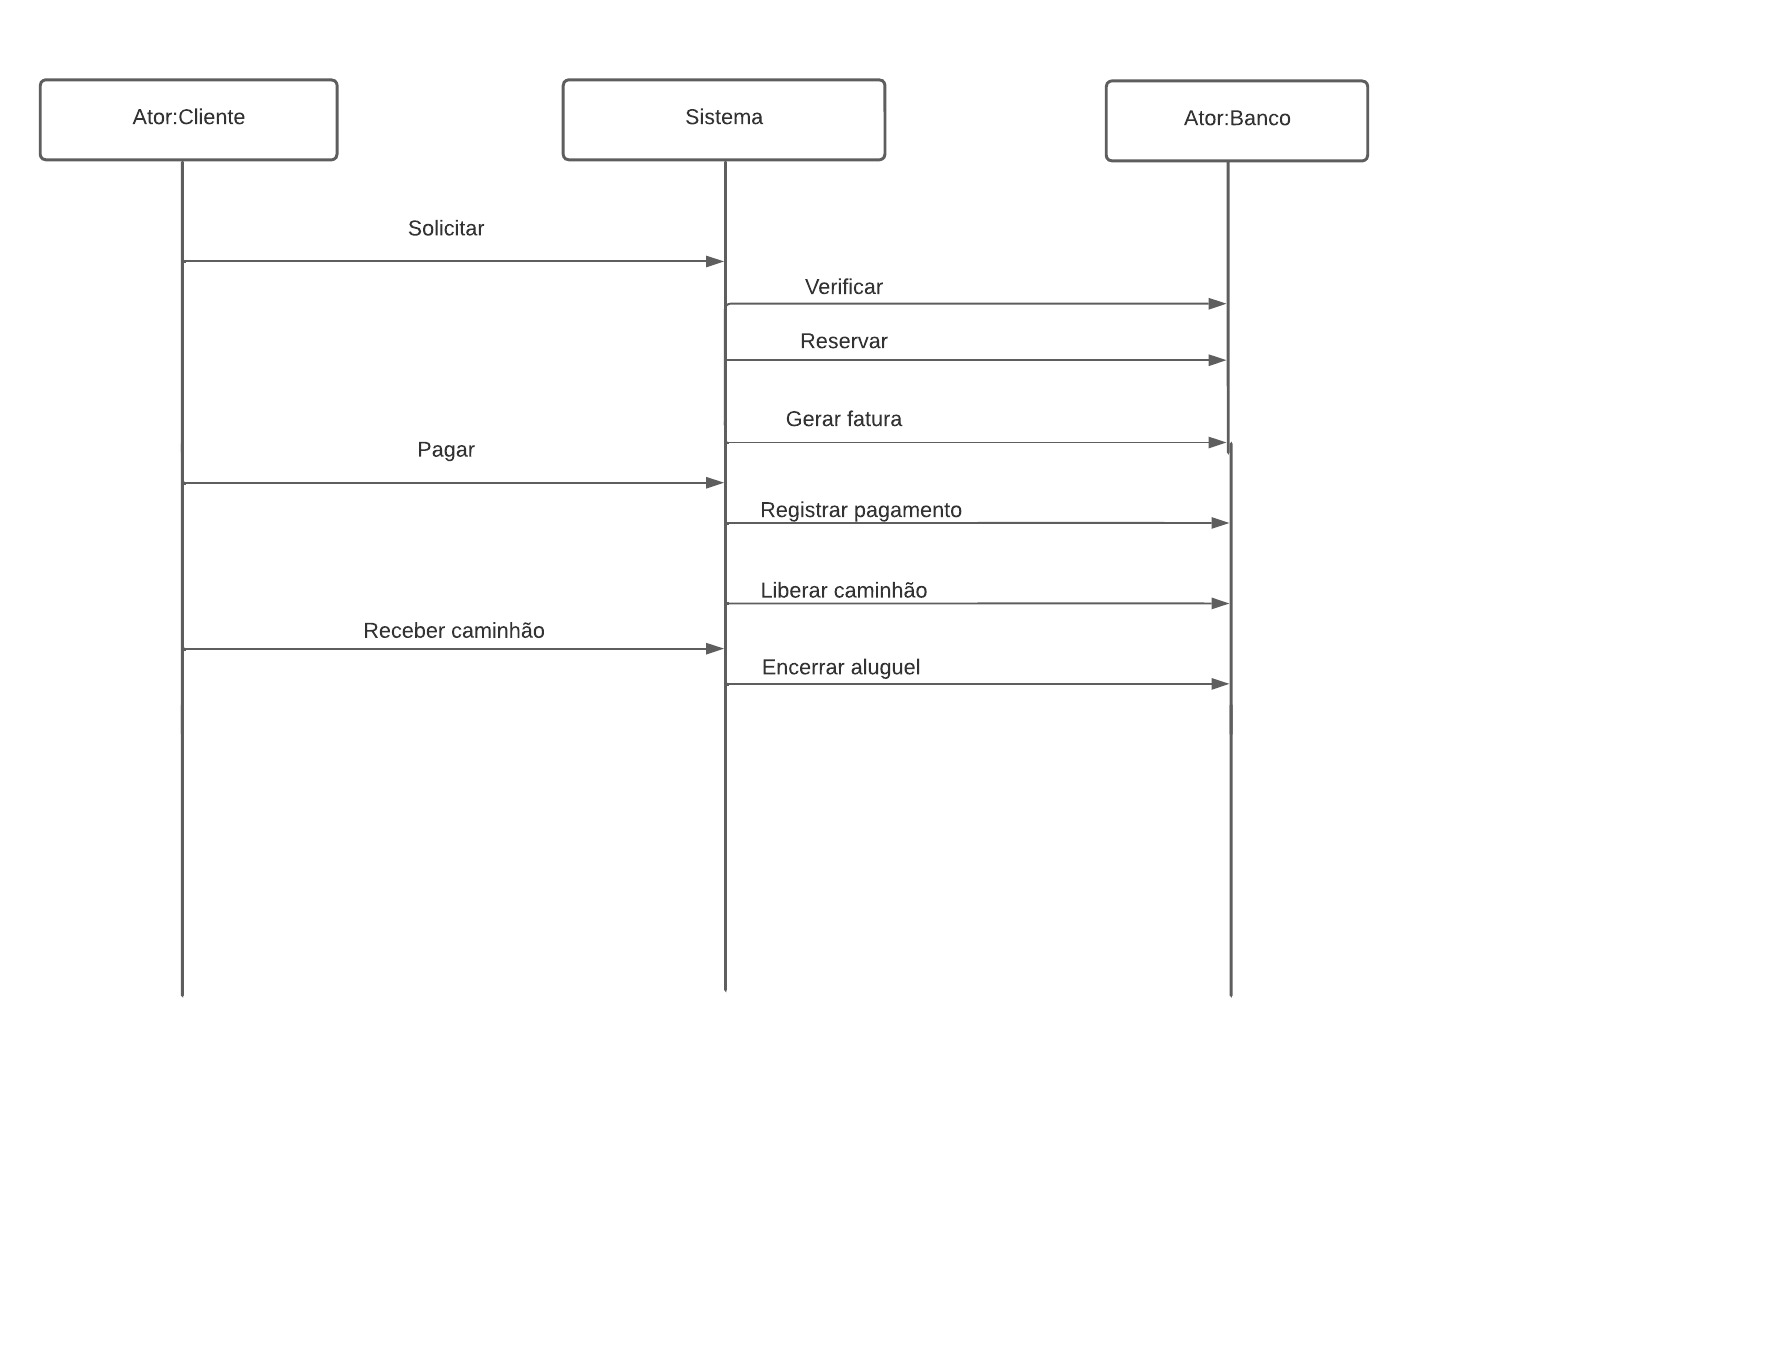 Ator:Cliente
Sistema
Ator:Banco
Solicitar
Verificar
Reservar
Gerar fatura
Pagar
Registrar pagamento
Liberar caminhão
Receber caminhão
Encerrar aluguel